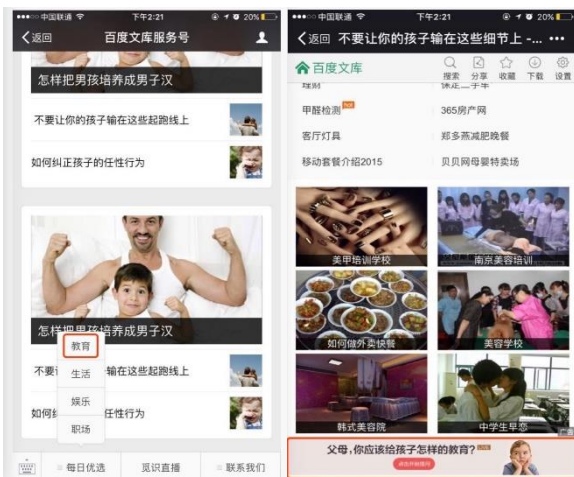 中国联通
下午2:21
20%
返回
百度文库服务号
怎样把男孩培养成男子汉
不要让你的孩子输在这些起跑线上
如何纠正孩子的任性行为
怎样把男孩培养成男子汉
教育
不要
输在这些起跑线上
生活
娱乐
如何
任性行为
职场
每日优选
觅识直播
联系我们
中国联通
下午2:21
20%
返回
不要让你的孩子输在这些细节上 -...
百度文库
搜索
分享
收藏
下载
设置
理财
保定二手车
甲醛检测
365房产网
客厅灯具
郑多燕减肥晚餐
移动套餐介绍2015
贝贝网母婴特卖场
美甲培训学校
南京美容培训
如何做外卖快餐
美容学校
韩式美容院
中学生早恋
父母,你应该给孩子怎样的教育?